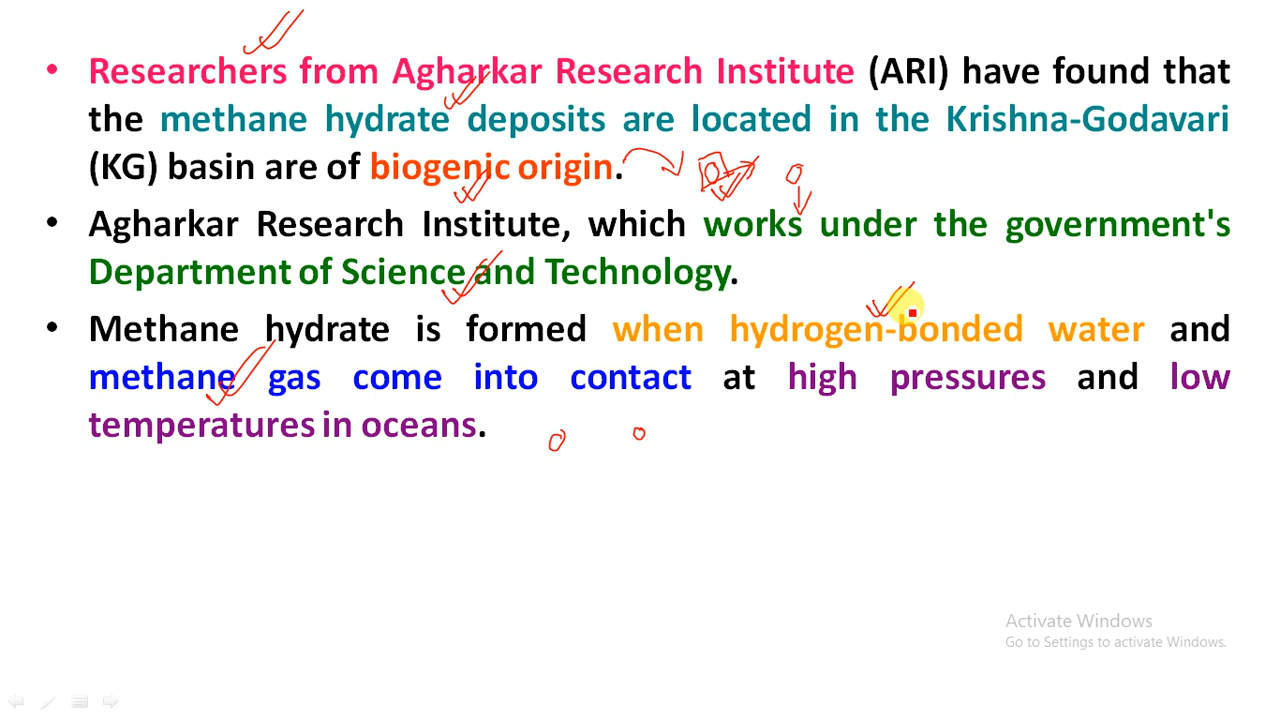 • Researchers from Agharkar Research Institute (ARI) have found that
the methane hydrate deposits are located in the Krishna-Godavari
(KG) basin are of biogenic origin.
• Agharkar Research Institute, which works under the government's
Department of Science and Technology.
• Methane hydrate is formed when hydrogen-bonded water and
methane gas come into contact at high pressures and low
temperatures in oceans.
Activate Windows
Go to Settings to activate Windows.